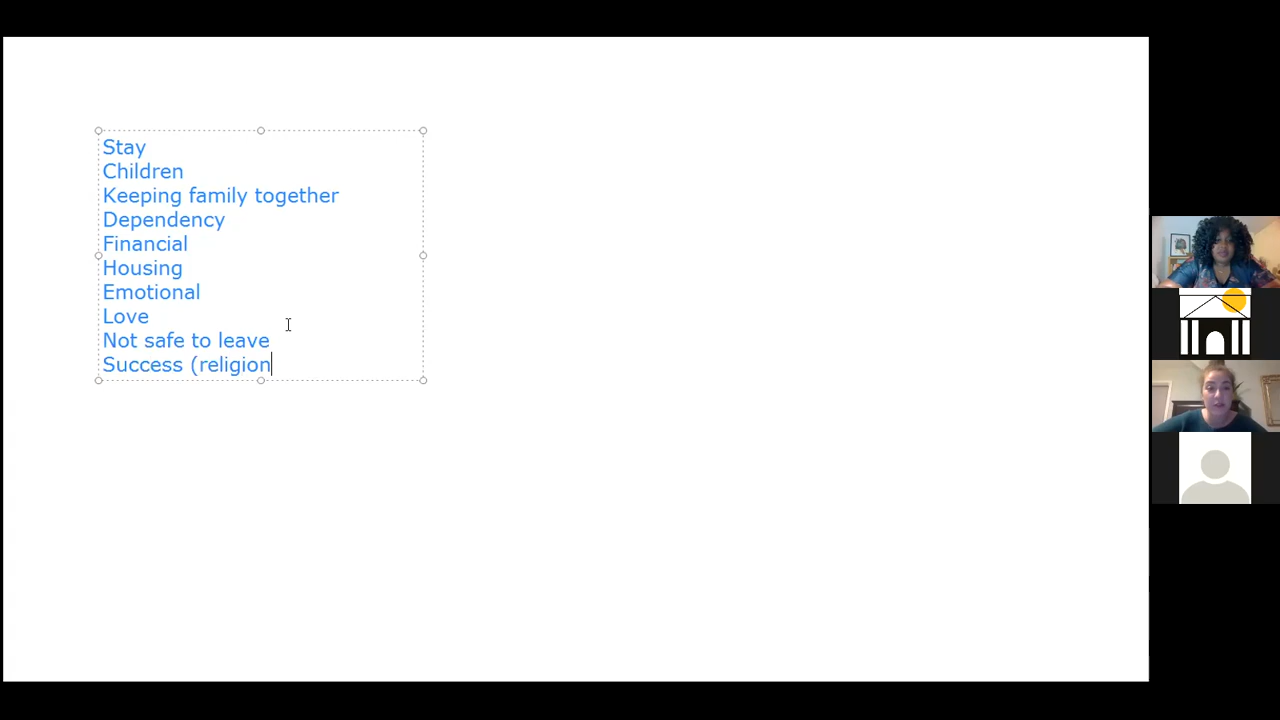 Stay
Children
Keeping family together
Dependency
Financial
Housing
Emotional
Love
Not safe to leave
Success (religion